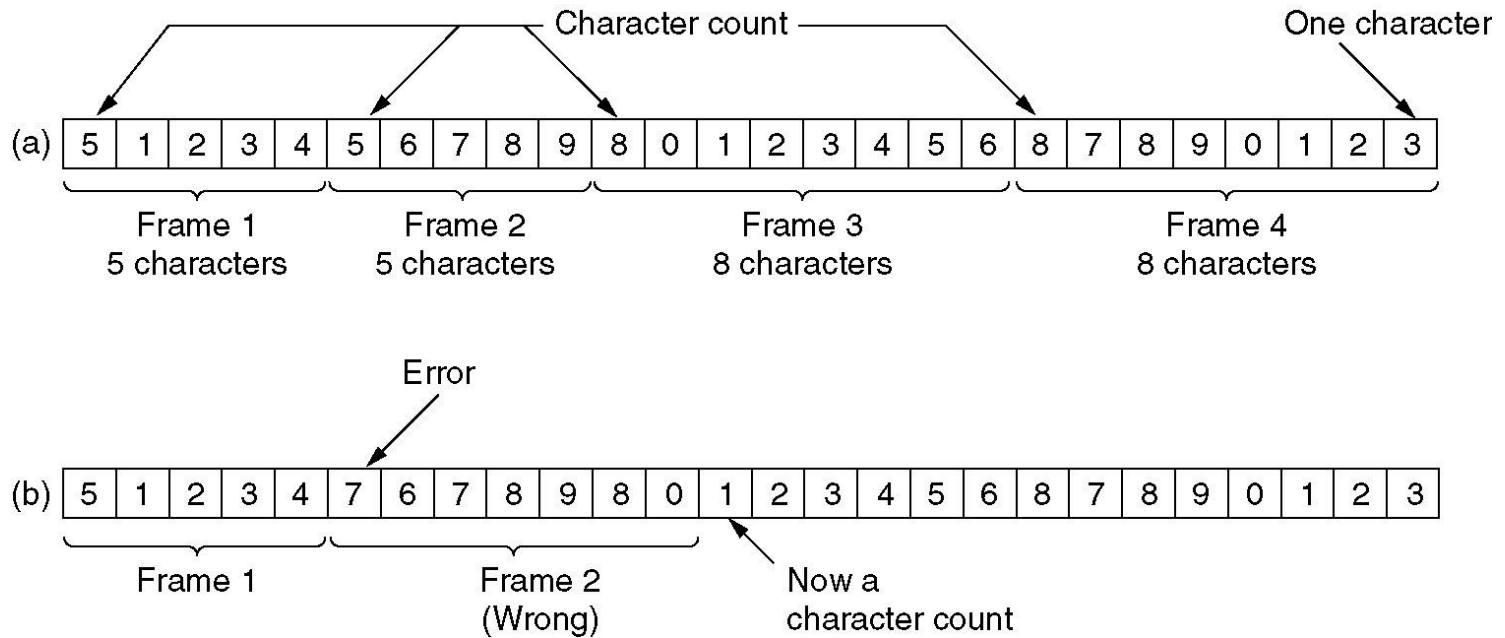 Character count One character
(a) 5 1 2 3 4 5 6 7 8 9 8 0 1 2 3 4 5 6 8 7 8 9 0 1 2 3
Frame 1 Frame 2 Frame 3 Frame 4
5 characters 5 characters 8 characters 8 characters
Error
(b) 5 1 2 3 4 7 6 7 8 9 8 0 1 2 3 4 5 6 8 7 8 9 0 1 2 3
Frame 1 Frame 2 Now a
(Wrong) character count